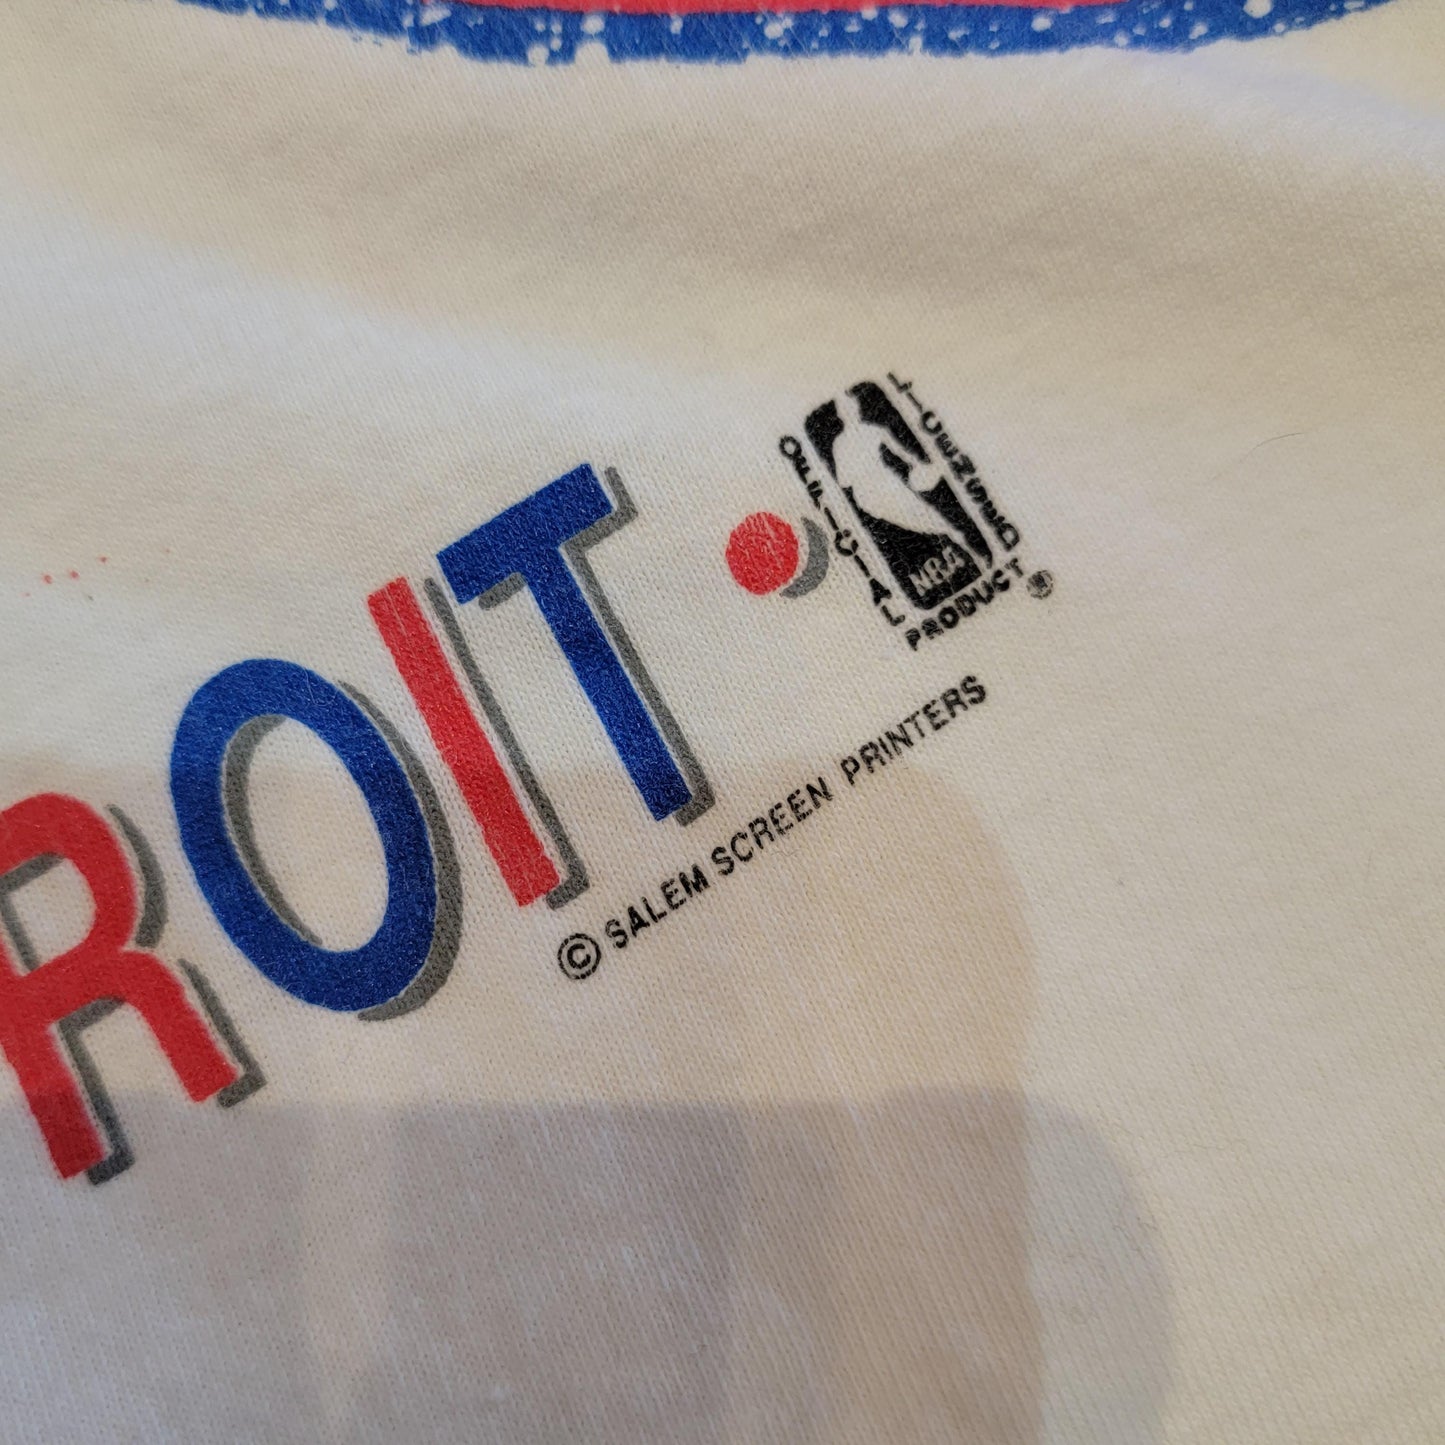 ROIT •
OFFICIAL LICENSED PRODUCT ®
NBA
© SALEM SCREEN PRINTERS